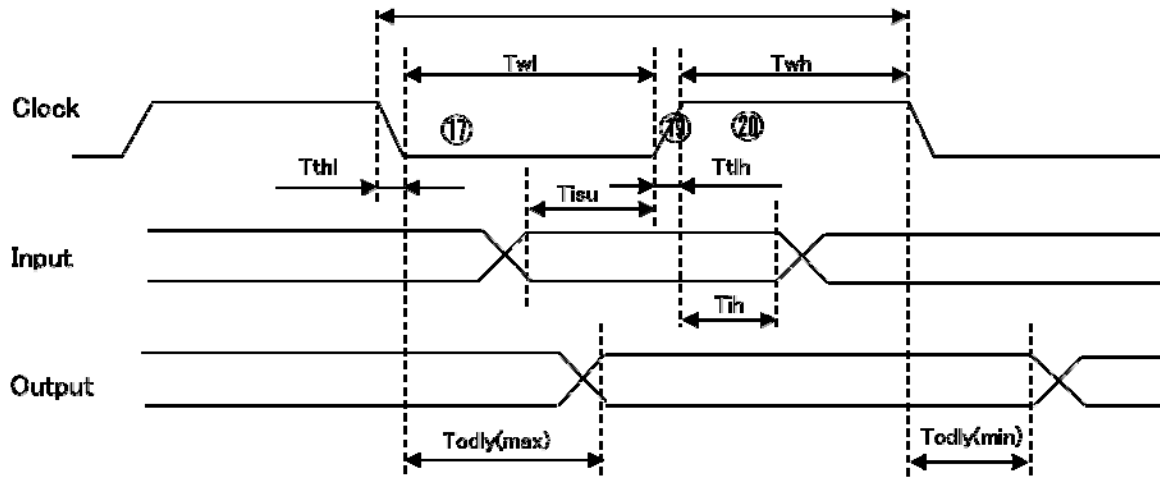 Twl Twh
Clock
⑰ ⑲ ⑳
Tthl Ttlh
Tisu
Input
Tih
Output
Todly(max) Todly(min)